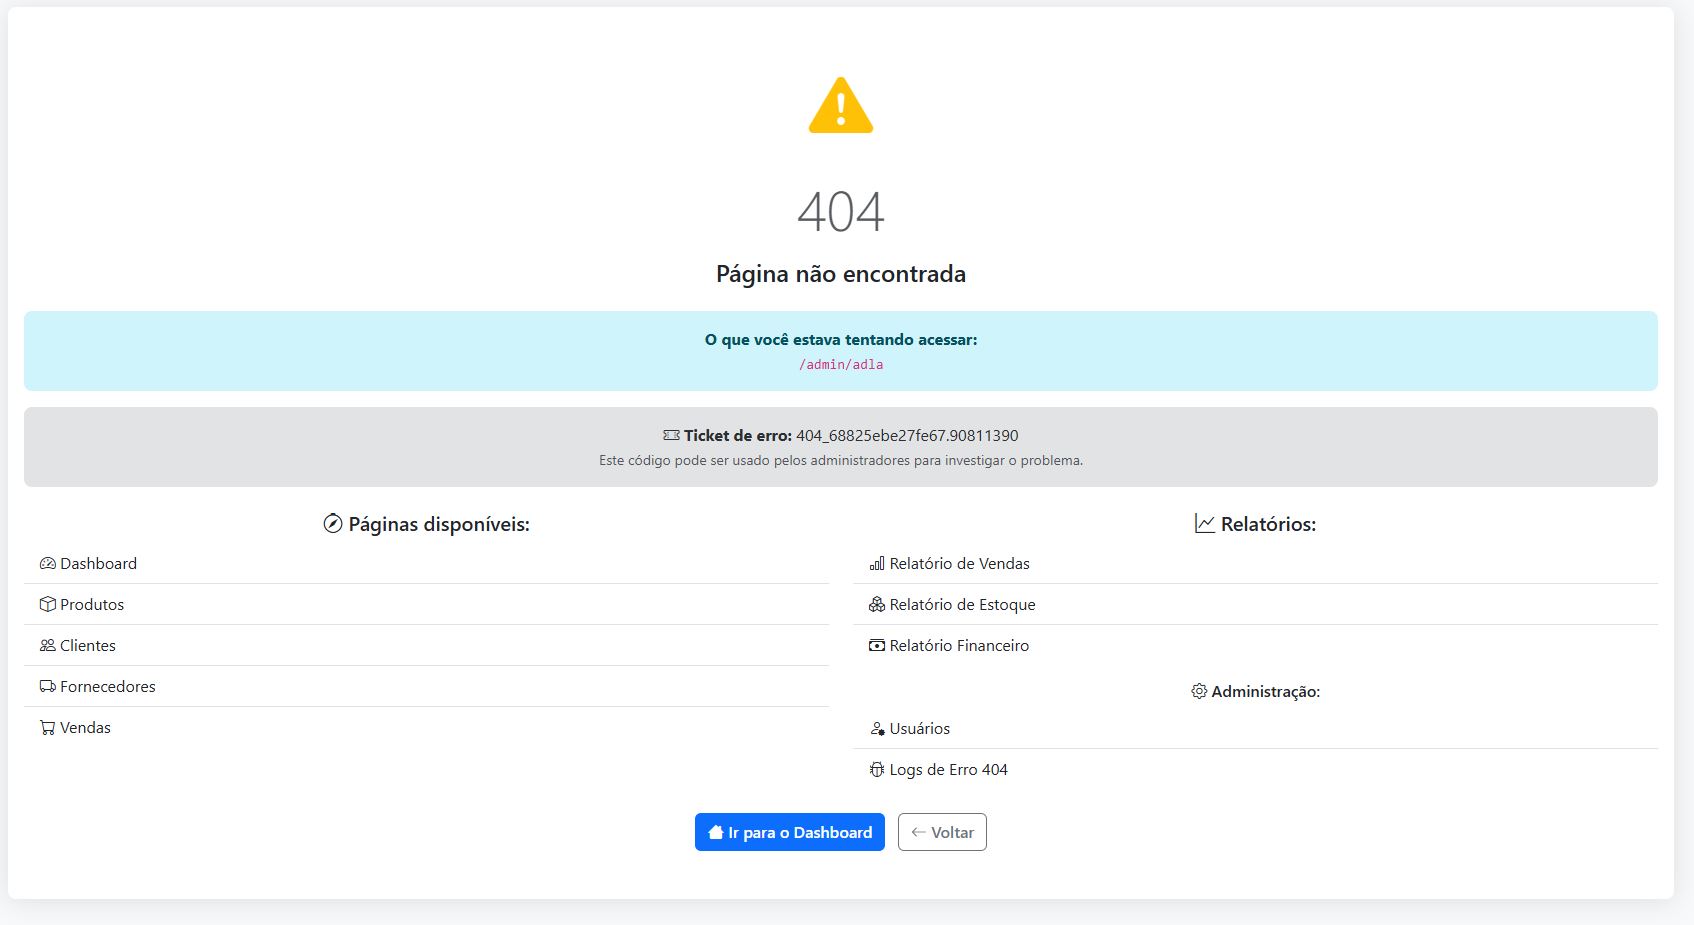 404
Página não encontrada
O que você estava tentando acessar:
/admin/adla
Ticket de erro: 404_68825ebe27fe67.90811390
Este código pode ser usado pelos administradores para investigar o problema.
Páginas disponíveis:
Dashboard
Produtos
Clientes
Fornecedores
Vendas
Relatórios:
Relatório de Vendas
Relatório de Estoque
Relatório Financeiro
Administração:
Usuários
Logs de Erro 404
Ir para o Dashboard
Voltar